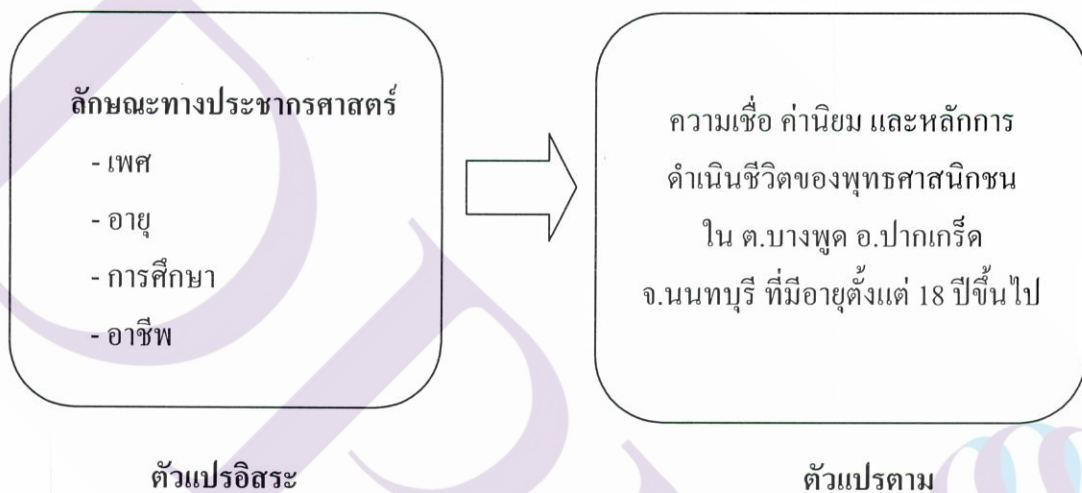 ลักษณะทางประชากรศาสตร์
- เพศ
- อายุ
- การศึกษา
- อาชีพ
ตัวแปรอิสระ
ความเชื่อ ค่านิยม และหลักการ
ดำเนินชีวิตของพุทธศาสนิกชน
ใน ต.บางพูด อ.ปากเกร็ด
จ.นนทบุรี ที่มีอายุตั้งแต่ 18 ปีขึ้นไป
ตัวแปรตาม